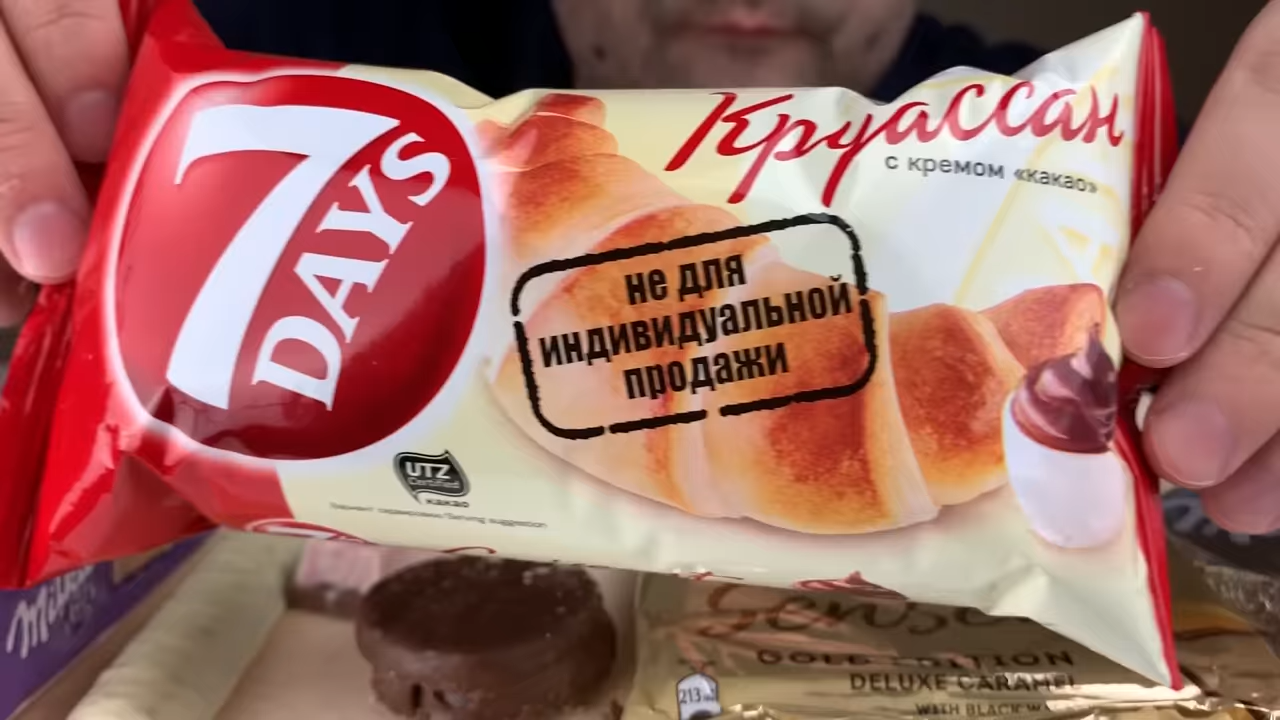 7
DAYS
Круассан
с кремом «какао»
не для
индивидуальной
продажи
UTZ
Certified
какао
GOLD EDITION
DELUXE CARAMEL